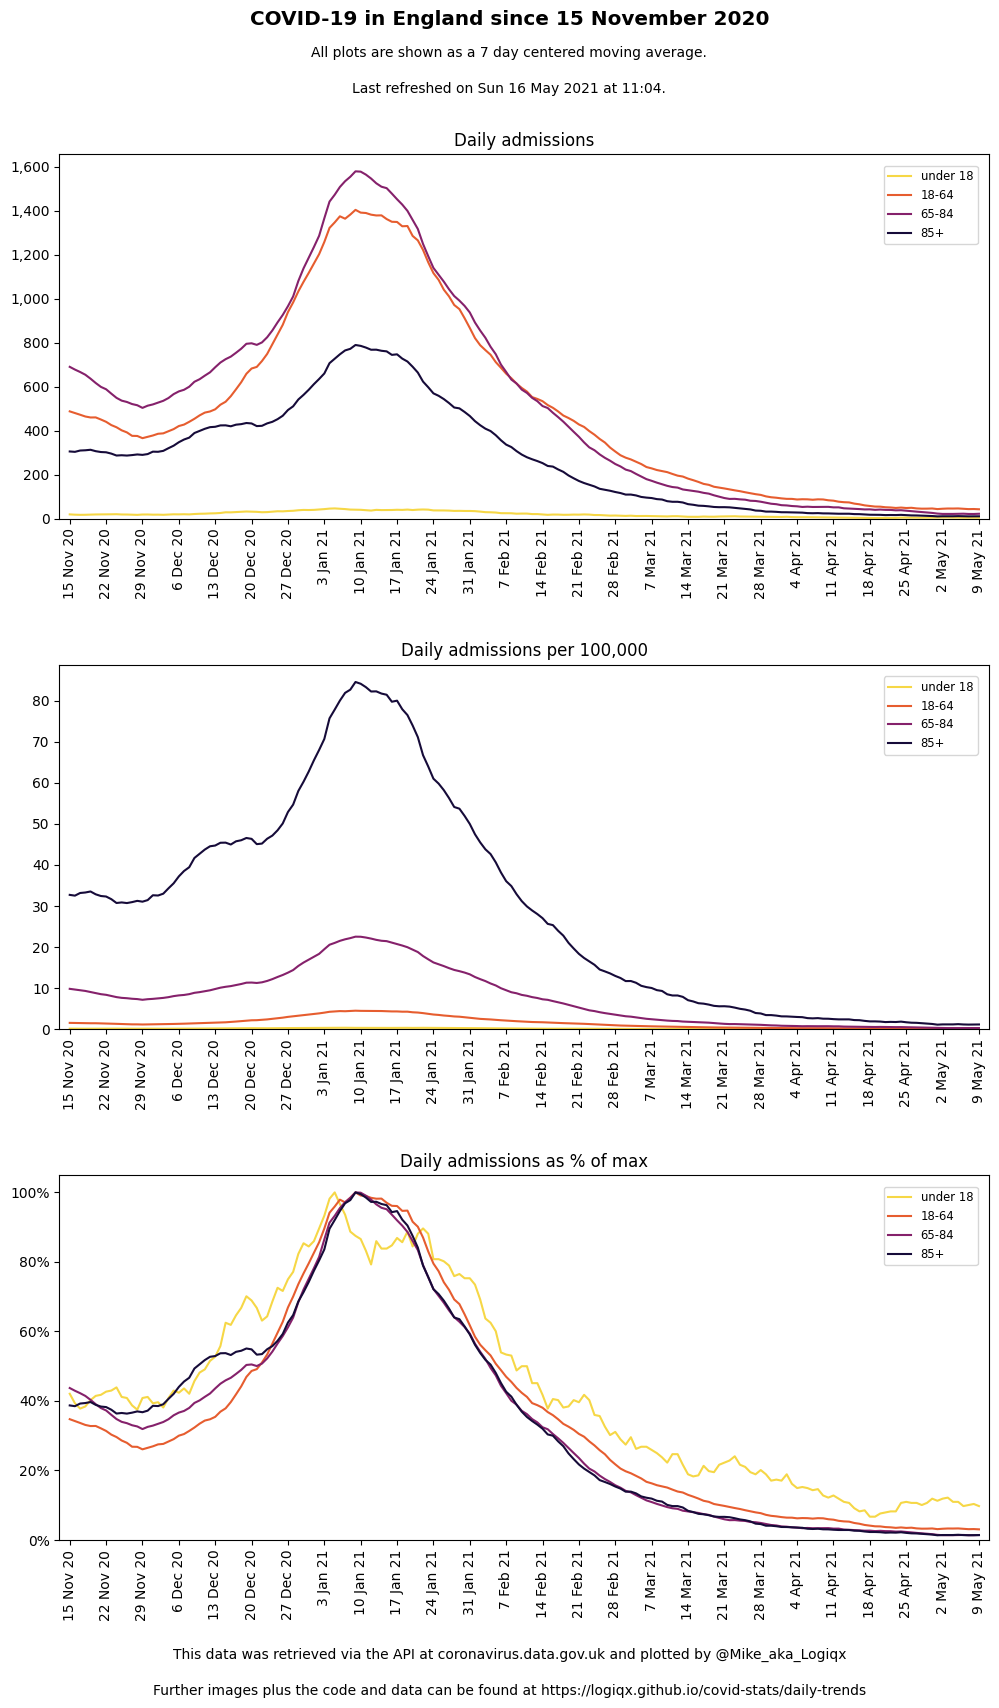 COVID-19 in England since 15 November 2020
All plots are shown as a 7 day centered moving average.
Last refreshed on Sun 16 May 2021 at 11:04.
Daily admissions
1,600
1,400
1,200
1,000
800
600
400
200
0
under 18
18-64
65-84
85+
15 Nov 20
22 Nov 20
29 Nov 20
6 Dec 20
13 Dec 20
20 Dec 20
27 Dec 20
3 Jan 21
10 Jan 21
17 Jan 21
24 Jan 21
31 Jan 21
7 Feb 21
14 Feb 21
21 Feb 21
28 Feb 21
7 Mar 21
14 Mar 21
21 Mar 21
28 Mar 21
4 Apr 21
11 Apr 21
18 Apr 21
25 Apr 21
2 May 21
9 May 21
Daily admissions per 100,000
80
70
60
50
40
30
20
10
0
under 18
18-64
65-84
85+
15 Nov 20
22 Nov 20
29 Nov 20
6 Dec 20
13 Dec 20
20 Dec 20
27 Dec 20
3 Jan 21
10 Jan 21
17 Jan 21
24 Jan 21
31 Jan 21
7 Feb 21
14 Feb 21
21 Feb 21
28 Feb 21
7 Mar 21
14 Mar 21
21 Mar 21
28 Mar 21
4 Apr 21
11 Apr 21
18 Apr 21
25 Apr 21
2 May 21
9 May 21
Daily admissions as % of max
100%
80%
60%
40%
20%
0%
under 18
18-64
65-84
85+
15 Nov 20
22 Nov 20
29 Nov 20
6 Dec 20
13 Dec 20
20 Dec 20
27 Dec 20
3 Jan 21
10 Jan 21
17 Jan 21
24 Jan 21
31 Jan 21
7 Feb 21
14 Feb 21
21 Feb 21
28 Feb 21
7 Mar 21
14 Mar 21
21 Mar 21
28 Mar 21
4 Apr 21
11 Apr 21
18 Apr 21
25 Apr 21
2 May 21
9 May 21
This data was retrieved via the API at coronavirus.data.gov.uk and plotted by @Mike_aka_Logiqx
Further images plus the code and data can be found at https://logiqx.github.io/covid-stats/daily-trends